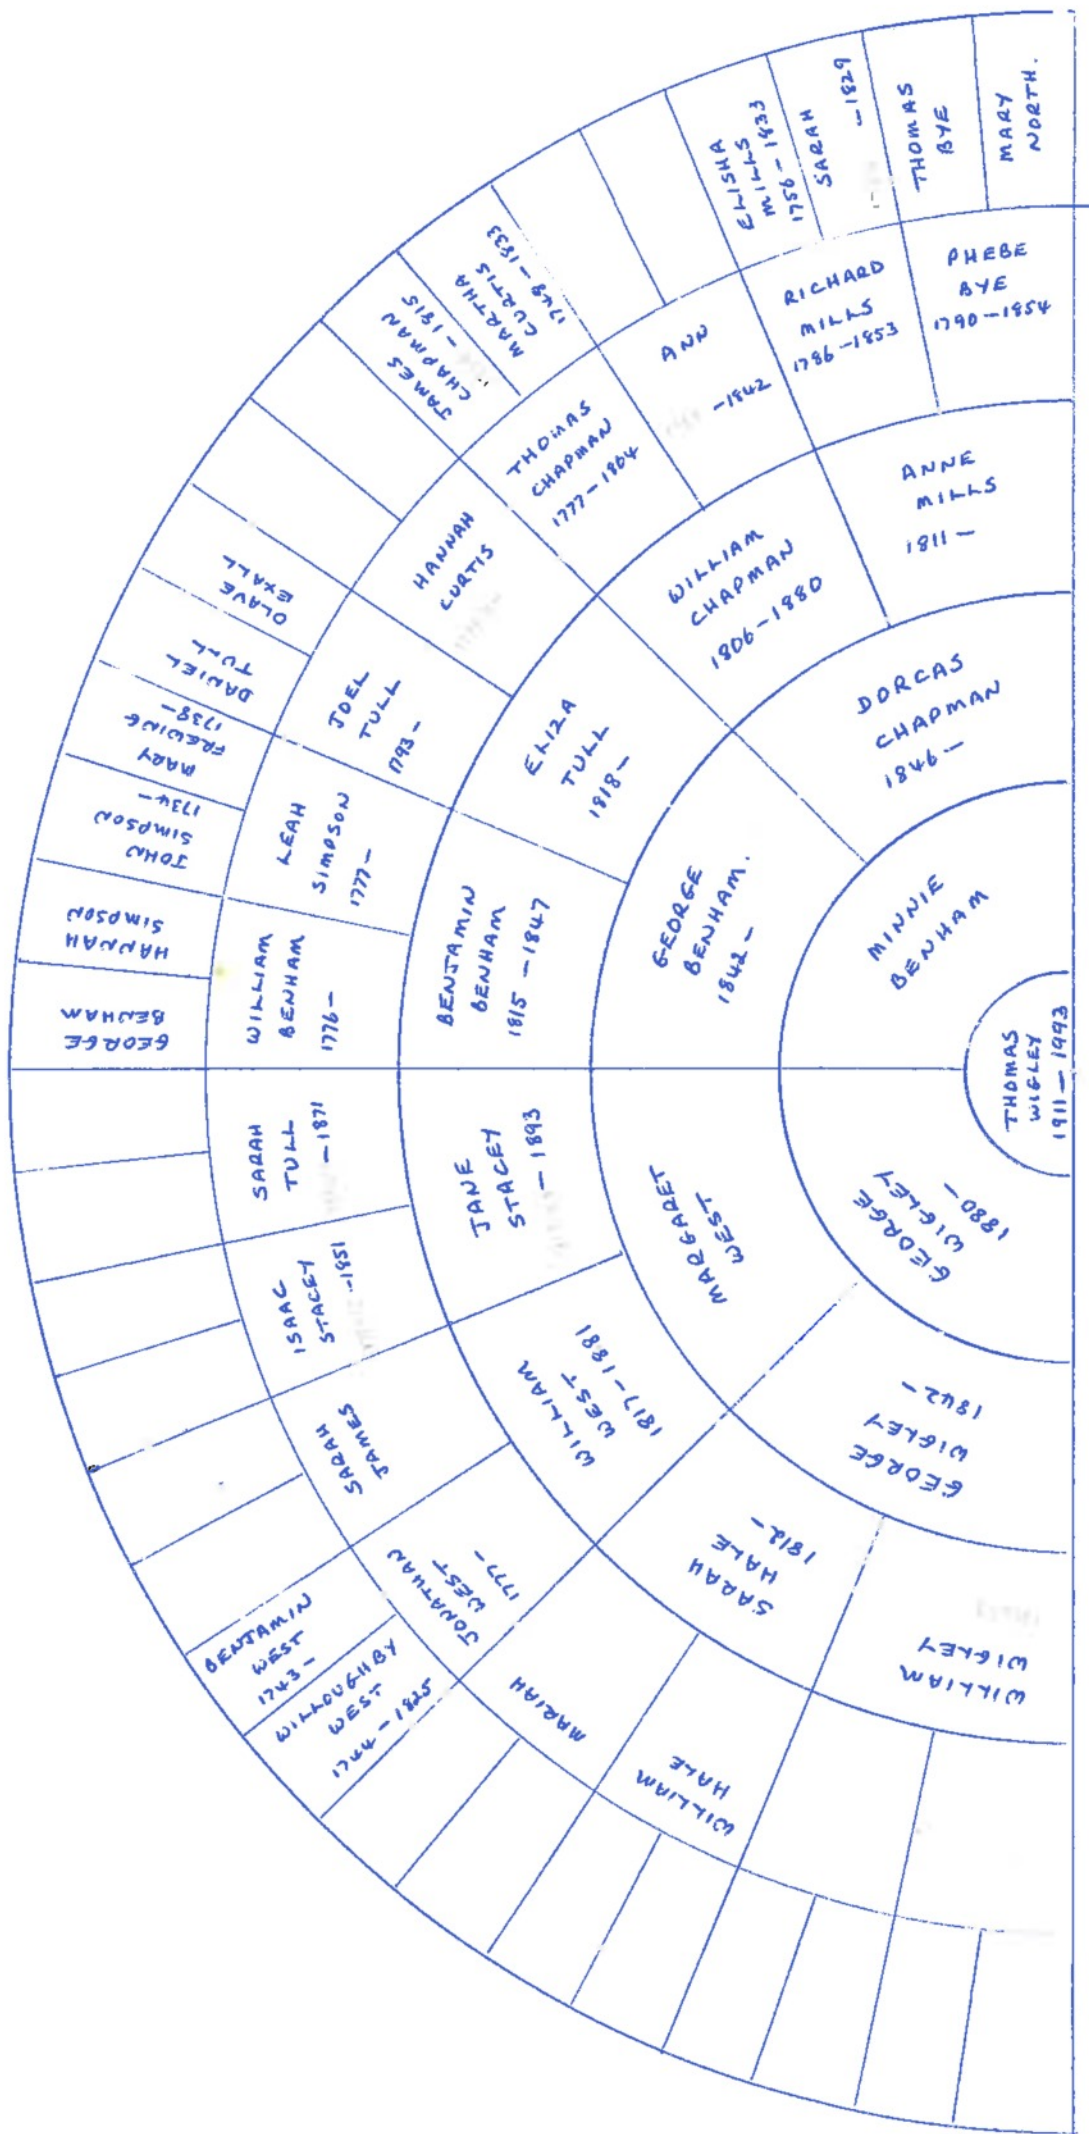 THOMAS
WIGLEY
1911 – 1993
GEORGE
WIGLEY
1880 –
MINNIE
BENHAM
GEORGE
WIGLEY
1842 –
MARGARET
WEST
GEORGE
BENHAM.
1842 –
DORCAS
CHAPMAN
1846 –
WILLIAM
WIGLEY
SARAH
HALE
1812 –
WILLIAM
WEST
1817 – 1881
JANE
STACEY
– 1893
BENJAMIN
BENHAM
1815 – 1847
ELIZA
TULL
1818 –
WILLIAM
CHAPMAN
1806 – 1880
ANNE
MILLS
1811 –
WILLIAM
HALE
MARIAH
JONATHAN
WEST
1777 –
SARAH
JAMES
ISAAC
STACEY
– 1851
SARAH
TULL
– 1871
WILLIAM
BENHAM
1776 –
LEAH
SIMPSON
1777 –
JOEL
TULL
1793 –
HANNAH
CURTIS
THOMAS
CHAPMAN
1777 – 1864
ANN
– 1842
RICHARD
MILLS
1786 – 1853
PHEBE
BYE
1790 – 1854
WILLOUGHBY
WEST
1744 – 1825
BENJAMIN
WEST
1743 –
GEORGE
BENHAM
HANNAH
SIMPSON
JOHN
SIMPSON
1734 –
MARY
FREWING
1738 –
DANIEL
TULL
OLAVE
EXALL
JAMES
CHAPMAN
– 1815
MARTHA
CURTIS
1748 – 1833
ELISHA
MILLS
1756 – 1833
SARAH
– 1829
THOMAS
BYE
MARY
NORTH.